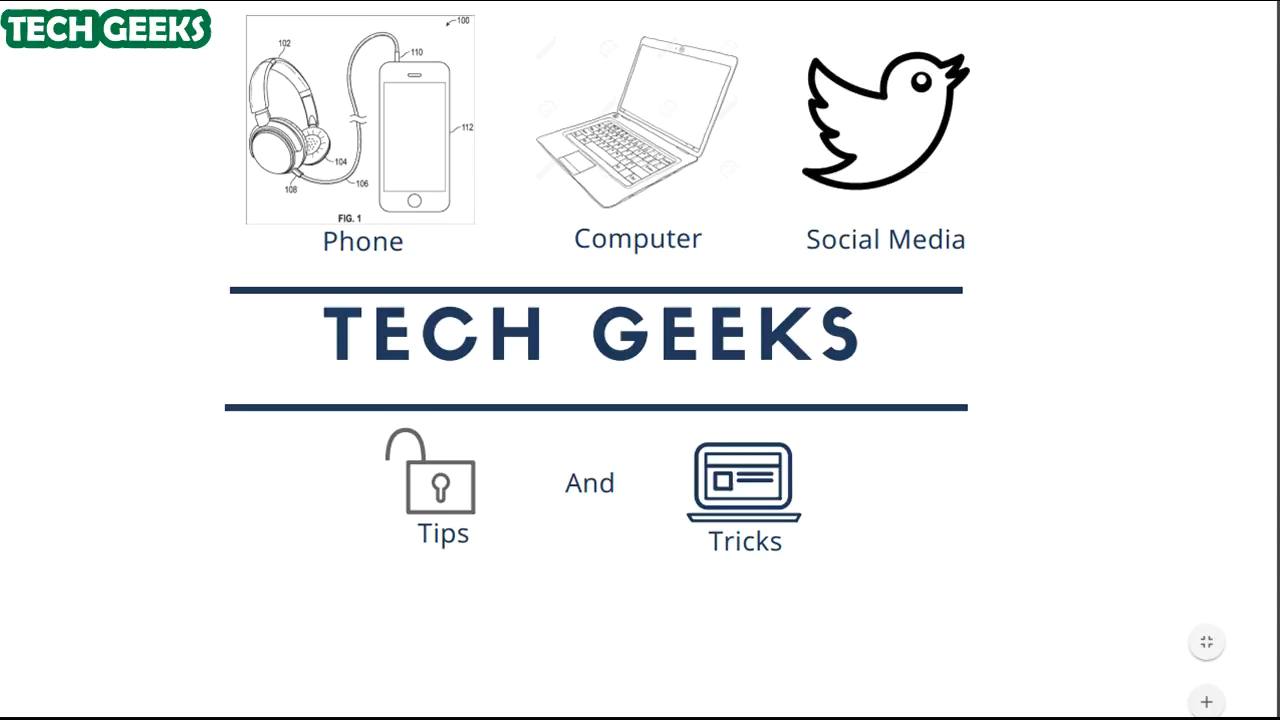 TECH GEEKS
100
102
110
112
104
106
108
FIG. 1
Phone
Computer
Social Media
TECH GEEKS
And
Tips
Tricks